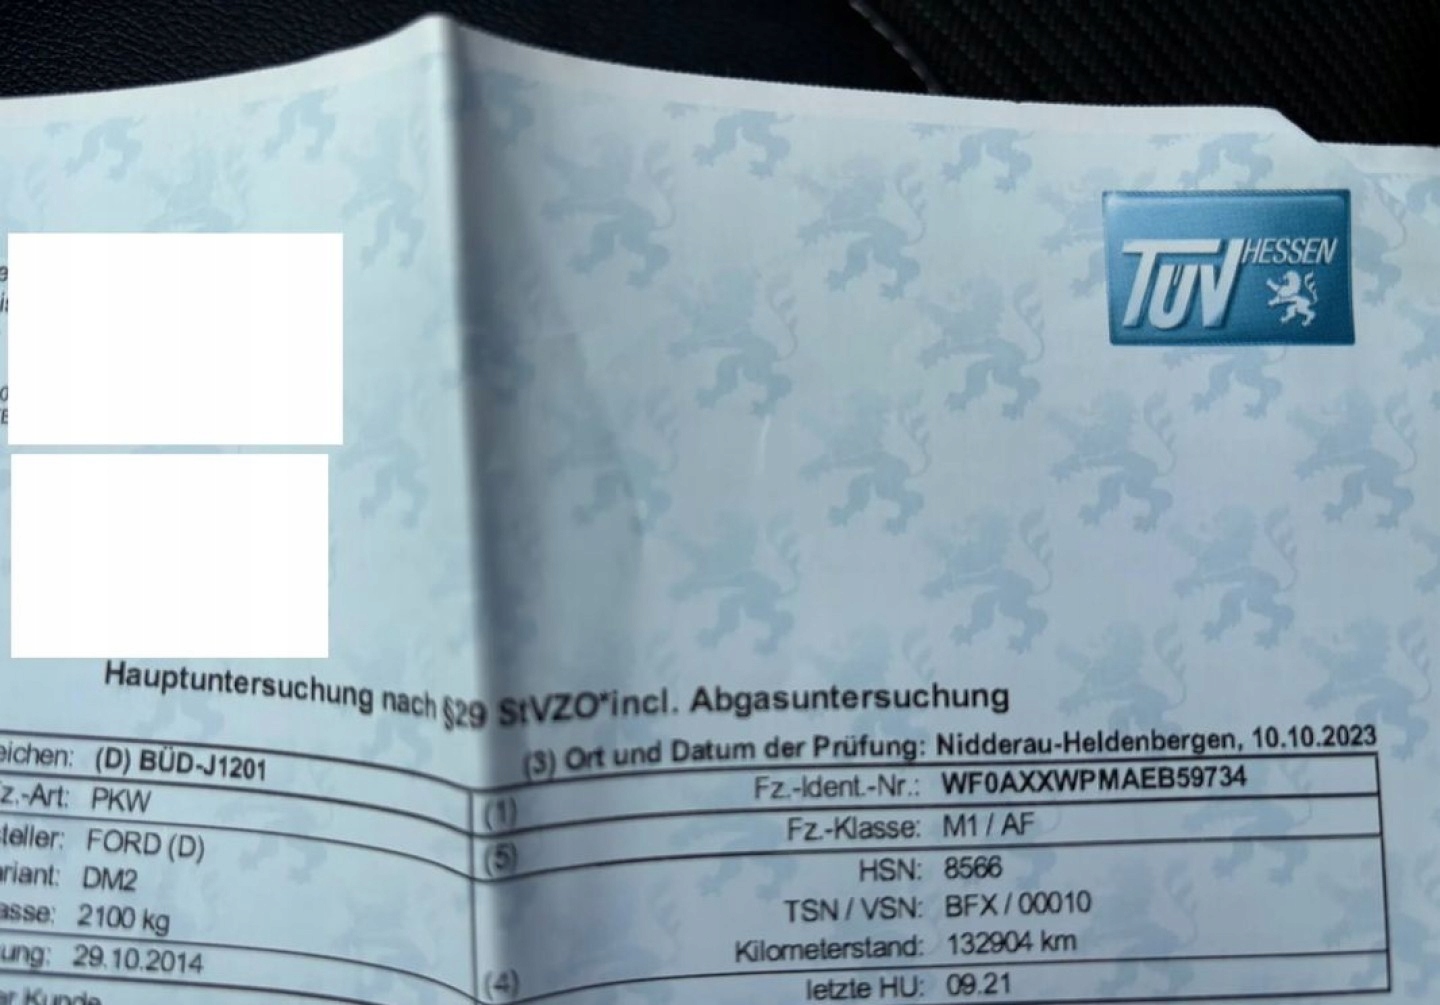 TÜV HESSEN
Hauptuntersuchung nach §29 StVZO*incl. Abgasuntersuchung
(3) Ort und Datum der Prüfung: Nidderau-Heldenbergen, 10.10.2023
eichen: (D) BÜD-J1201
(1) Fz.-Ident.-Nr.: WF0AXXWPMAEB59734
z.-Art: PKW
(5) Fz.-Klasse: M1 / AF
teller: FORD (D)
HSN: 8566
riant: DM2
TSN / VSN: BFX / 00010
asse: 2100 kg
Kilometerstand: 132904 km
ung: 29.10.2014
(4) letzte HU: 09.21
er Kunde